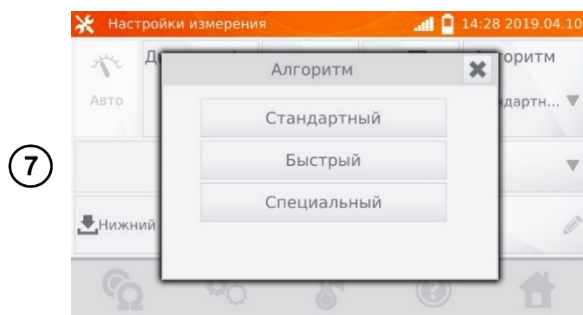 Настройки измерения 14:28 2019.04.10
Алгоритм
Авто
Стандартный
Быстрый
Специальный
Нижний
7